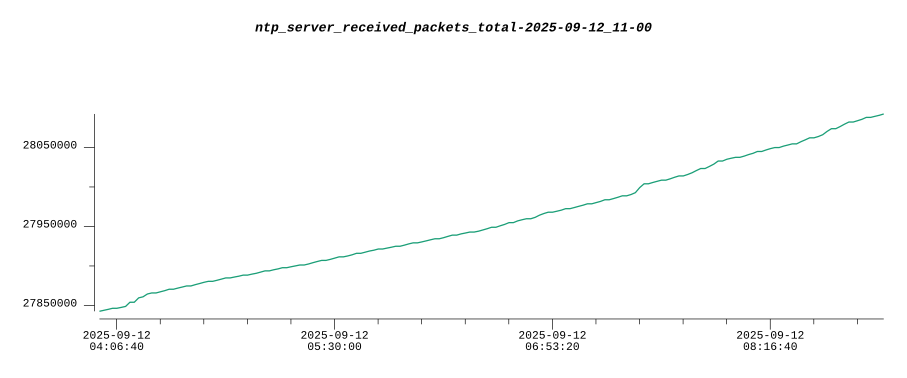 ntp_server_received_packets_total-2025-09-12_11-00
28050000
27950000
27850000
2025-09-12 2025-09-12 2025-09-12 2025-09-12
04:06:40 05:30:00 06:53:20 08:16:40